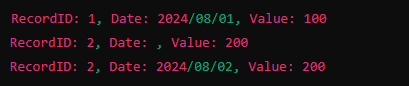 RecordID: 1, Date: 2024/08/01, Value: 100
RecordID: 2, Date: , Value: 200
RecordID: 2, Date: 2024/08/02, Value: 200